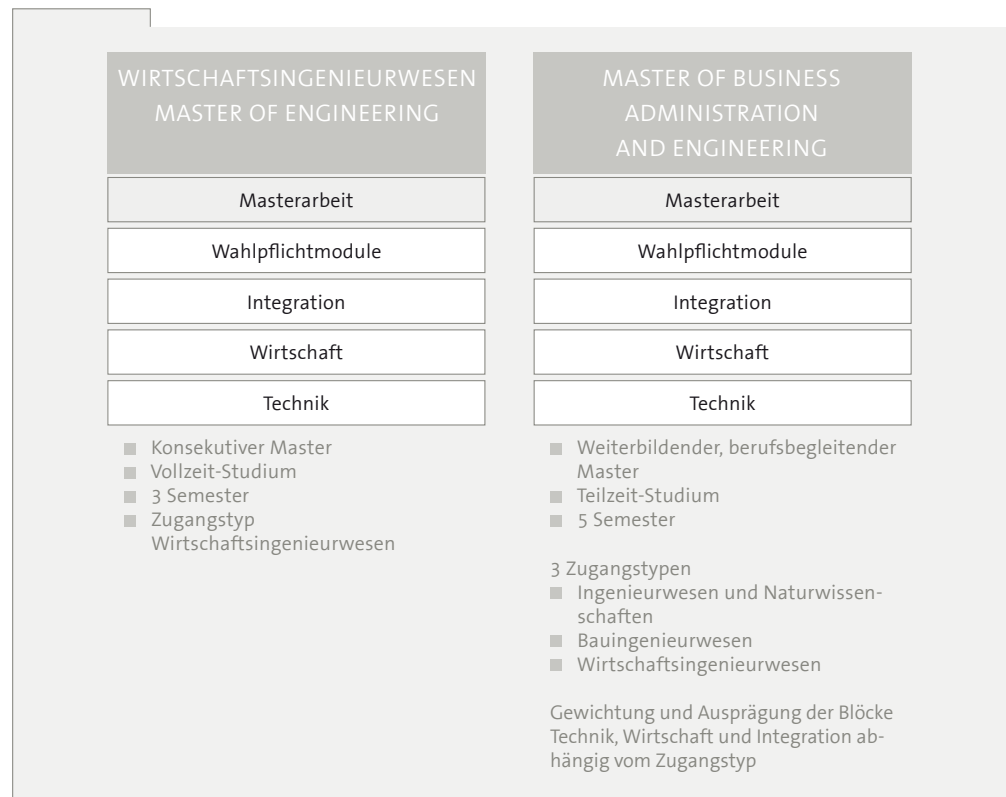 WIRTSCHAFTSINGENIEURWESEN
MASTER OF ENGINEERING
Masterarbeit
Wahlpflichtmodule
Integration
Wirtschaft
Technik
Konsekutiver Master
Vollzeit-Studium
3 Semester
Zugangstyp
Wirtschaftsingenieurwesen
MASTER OF BUSINESS
ADMINISTRATION
AND ENGINEERING
Masterarbeit
Wahlpflichtmodule
Integration
Wirtschaft
Technik
Weiterbildender, berufsbegleitender
Master
Teilzeit-Studium
5 Semester
3 Zugangstypen
Ingenieurwesen und Naturwissen-
schaften
Bauingenieurwesen
Wirtschaftsingenieurwesen
Gewichtung und Ausprägung der Blöcke
Technik, Wirtschaft und Integration ab-
hängig vom Zugangstyp